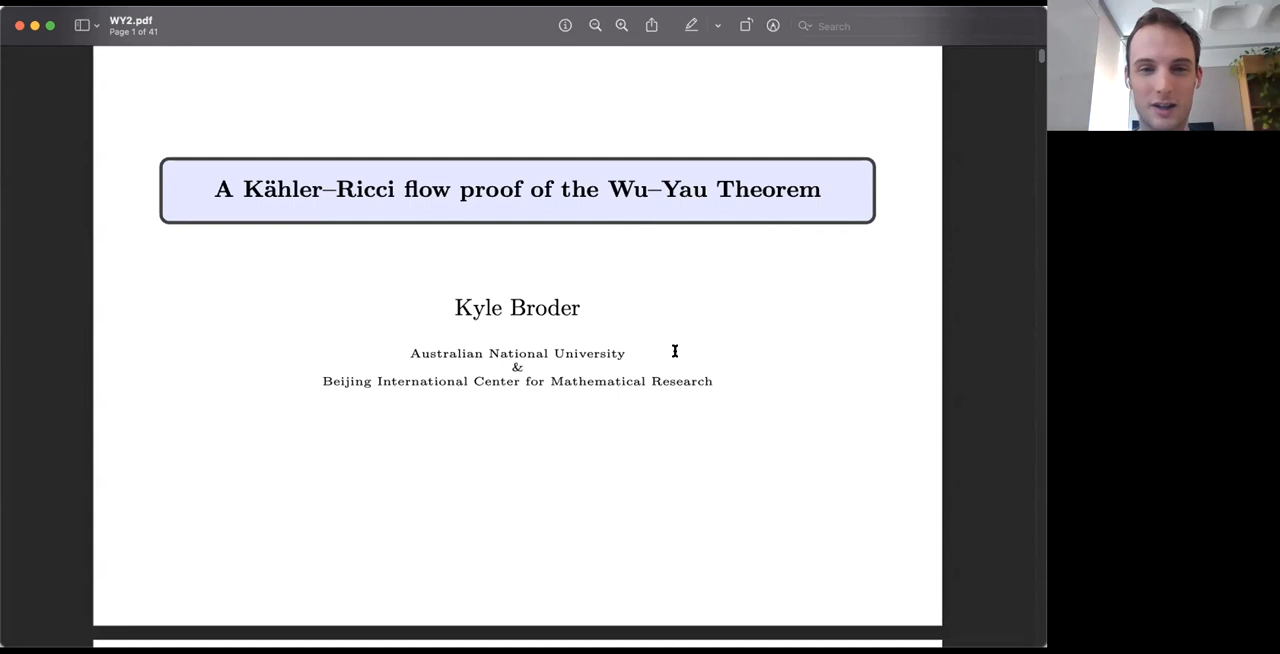 WY2.pdf
Page 1 of 41
Search
A Kähler–Ricci flow proof of the Wu–Yau Theorem
Kyle Broder
Australian National University
&
Beijing International Center for Mathematical Research